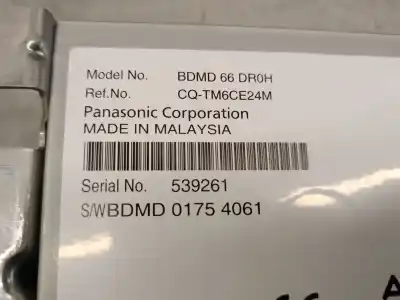 Model No. BDMD 66 DR0H
Ref.No. CQ-TM6CE24M
Panasonic Corporation
MADE IN MALAYSIA
Serial No. 539261
S/WBDMD 0175 4061